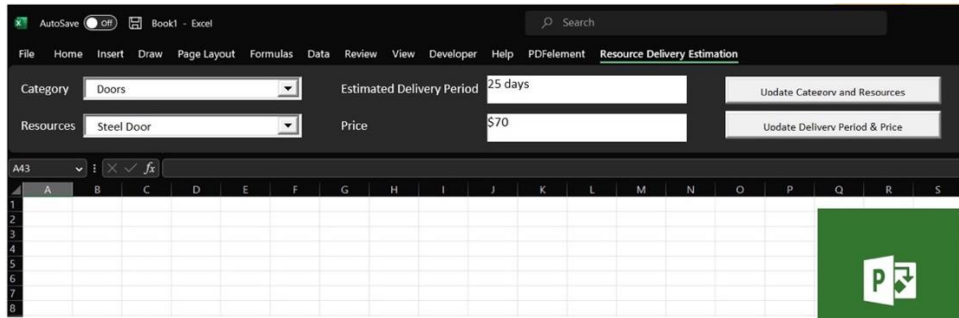 AutoSave Off Book1 - Excel Search
File Home Insert Draw Page Layout Formulas Data Review View Developer Help PDFelement Resource Delivery Estimation
Category Doors Estimated Delivery Period 25 days Update Category and Resources
Resources Steel Door Price $70 Update Delivery Period & Price
A43 fx
A B C D E F G H I J K L M N O P Q R S
1
2
3
4
5
6
7
8
P